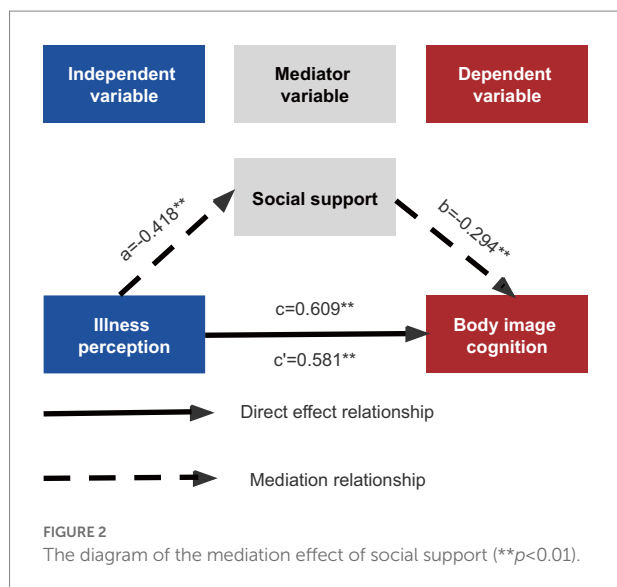 Independent
variable
Mediator
variable
Dependent
variable
Social support
a=-0.418**
b=-0.294**
Illness
perception
c=0.609**
c'=0.581**
Body image
cognition
Direct effect relationship
Mediation relationship
FIGURE 2
The diagram of the mediation effect of social support (**p<0.01).